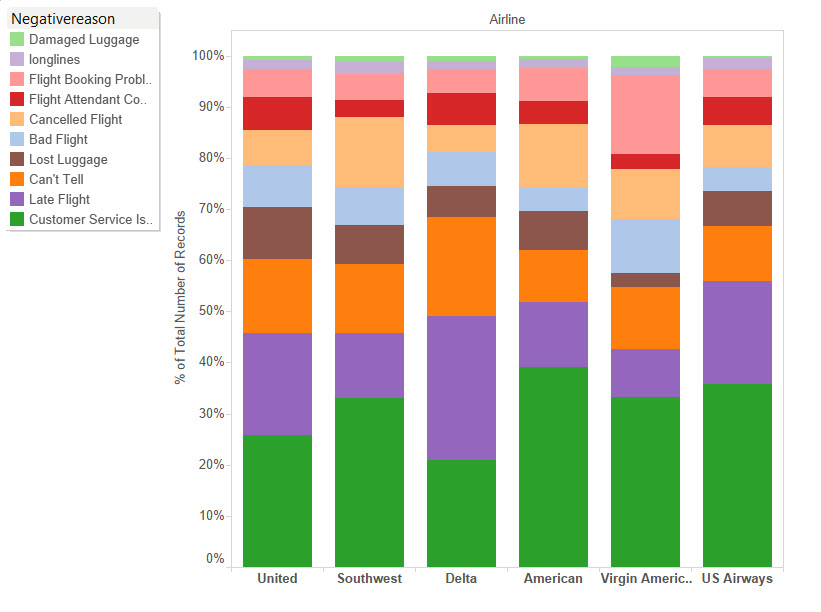 Negativereason
Damaged Luggage
longlines
Flight Booking Probl..
Flight Attendant Co..
Cancelled Flight
Bad Flight
Lost Luggage
Can't Tell
Late Flight
Customer Service Is..
Airline
% of Total Number of Records
100%
90%
80%
70%
60%
50%
40%
30%
20%
10%
0%
United Southwest Delta American Virgin Americ.. US Airways